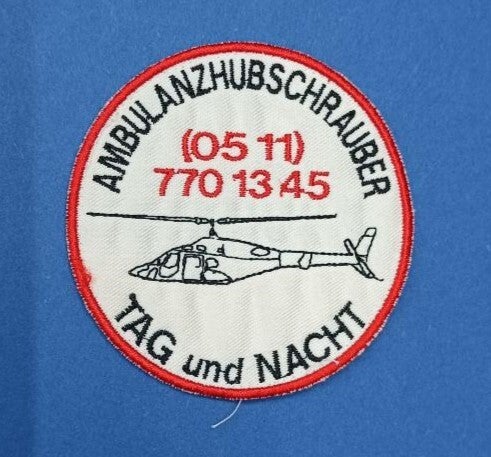 AMBULANZHUBSCHRAUBER
(05 11)
770 13 45
TAG und NACHT